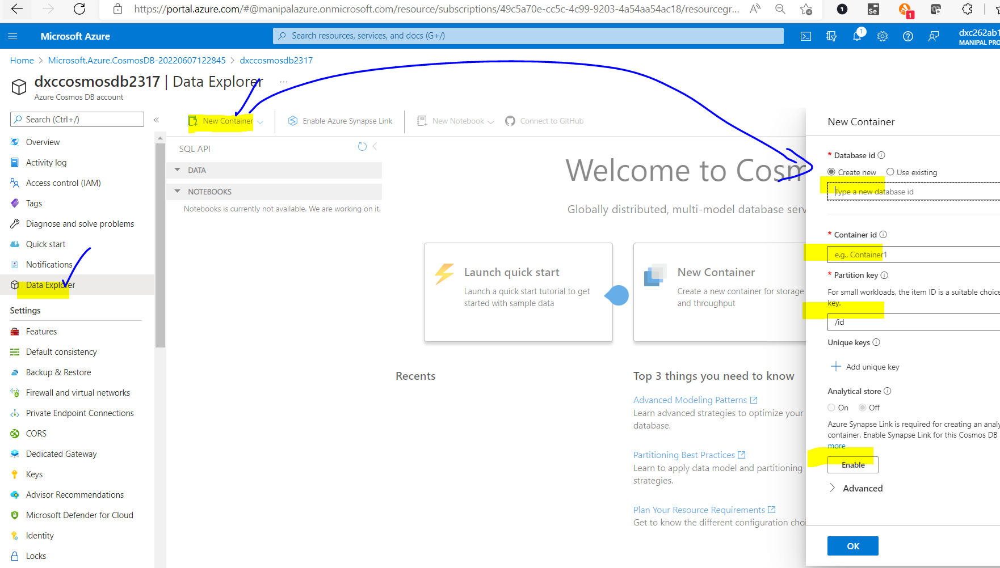 https://portal.azure.com/#@manipalazure.onmicrosoft.com/resource/subscriptions/49c5a70e-cc5c-4c99-9203-4a54aa54ac18/resourcegr...
1
Se
1
Microsoft Azure
Search resources, services, and docs (G+/)
1
dxc262ab1
MANIPAL PRO
Home > Microsoft.Azure.CosmosDB-20220607122845 > dxccosmosdb2317
dxccosmosdb2317 | Data Explorer ...
Azure Cosmos DB account
Search (Ctrl+/)
Overview
Activity log
Access control (IAM)
Tags
Diagnose and solve problems
Quick start
Notifications
Data Explorer
Settings
Features
Default consistency
Backup & Restore
Firewall and virtual networks
Private Endpoint Connections
CORS
Dedicated Gateway
Keys
Advisor Recommendations
Microsoft Defender for Cloud
Identity
Locks
New Container
Enable Azure Synapse Link
New Notebook
Connect to GitHub
SQL API
DATA
NOTEBOOKS
Notebooks is currently not available. We are working on it.
Welcome to Cosm
Globally distributed, multi-model database serv
Launch quick start
Launch a quick start tutorial to get
started with sample data
New Container
Create a new container for storage
and throughput
Recents
Top 3 things you need to know
Advanced Modeling Patterns
Learn advanced strategies to optimize your
database.
Partitioning Best Practices
Learn to apply data model and partitioning
strategies.
Plan Your Resource Requirements
Get to know the different configuration choi
New Container
* Database id
Create new Use existing
Type a new database id
* Container id
e.g., Container1
* Partition key
For small workloads, the item ID is a suitable choice
key.
/id
Unique keys
Add unique key
Analytical store
On Off
Azure Synapse Link is required for creating an analy
container. Enable Synapse Link for this Cosmos DB
more
Enable
Advanced
OK